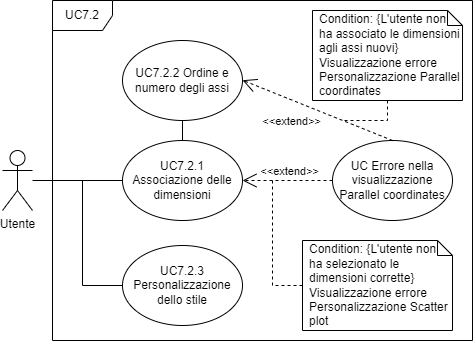 UC7.2
Condition: {L'utente non
ha associato le dimensioni
agli assi nuovi}
Visualizzazione errore
Personalizzazione Parallel
coordinates
UC7.2.2 Ordine e
numero degli assi
<<extend>>
UC7.2.1
Associazione delle
dimensioni
<<extend>>
UC Errore nella
visualizzazione
Parallel coordinates
Utente
UC7.2.3
Personalizzazione
dello stile
Condition: {L'utente non
ha selezionato le
dimensioni corrette}
Visualizzazione errore
Personalizzazione Scatter
plot